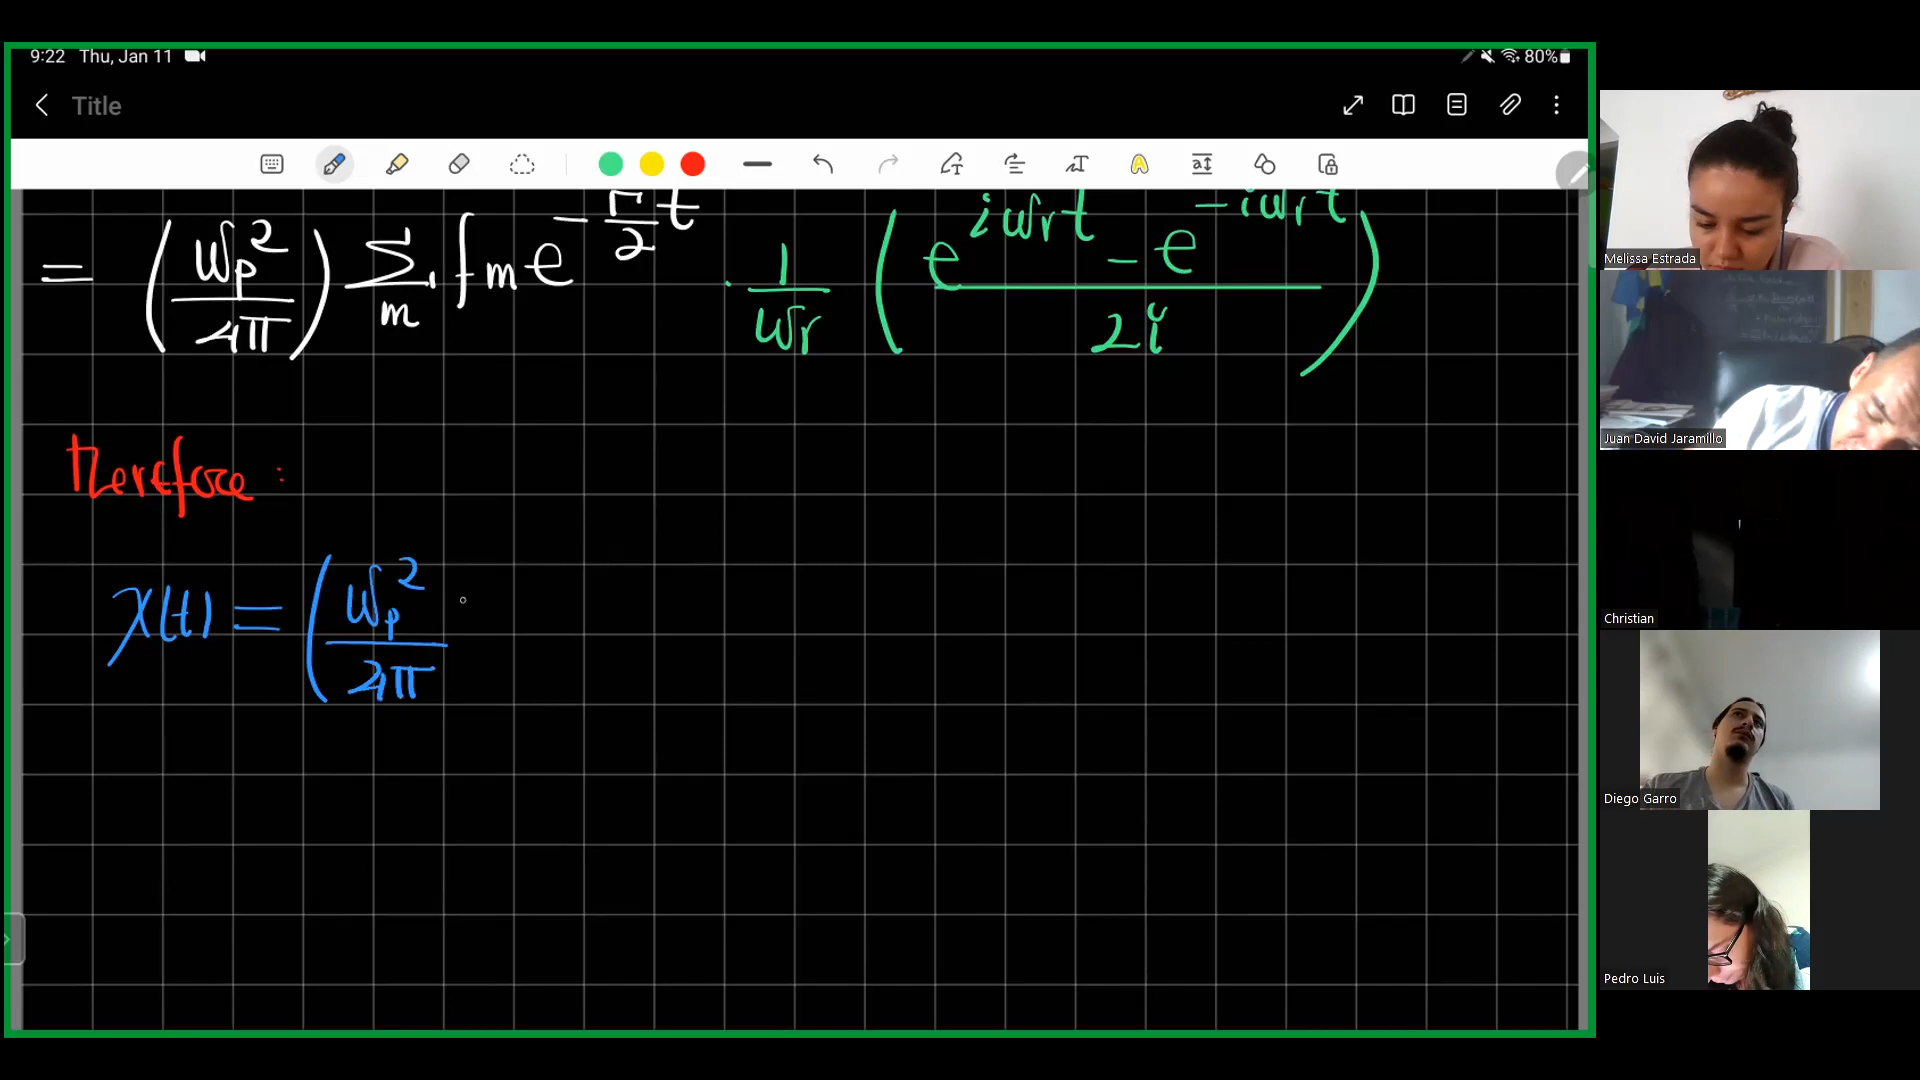 9:22 Thu, Jan 11 80%
Title
= (ωp²/4π) Σm fm e^(-Γ/2 t) · 1/ωr ((e^(iωrt) - e^(-iωrt))/2i)
therefore:
χ(t) = (ωp²/4π
Melissa Estrada
Juan David Jaramillo
Christian
Diego Garro
Pedro Luis